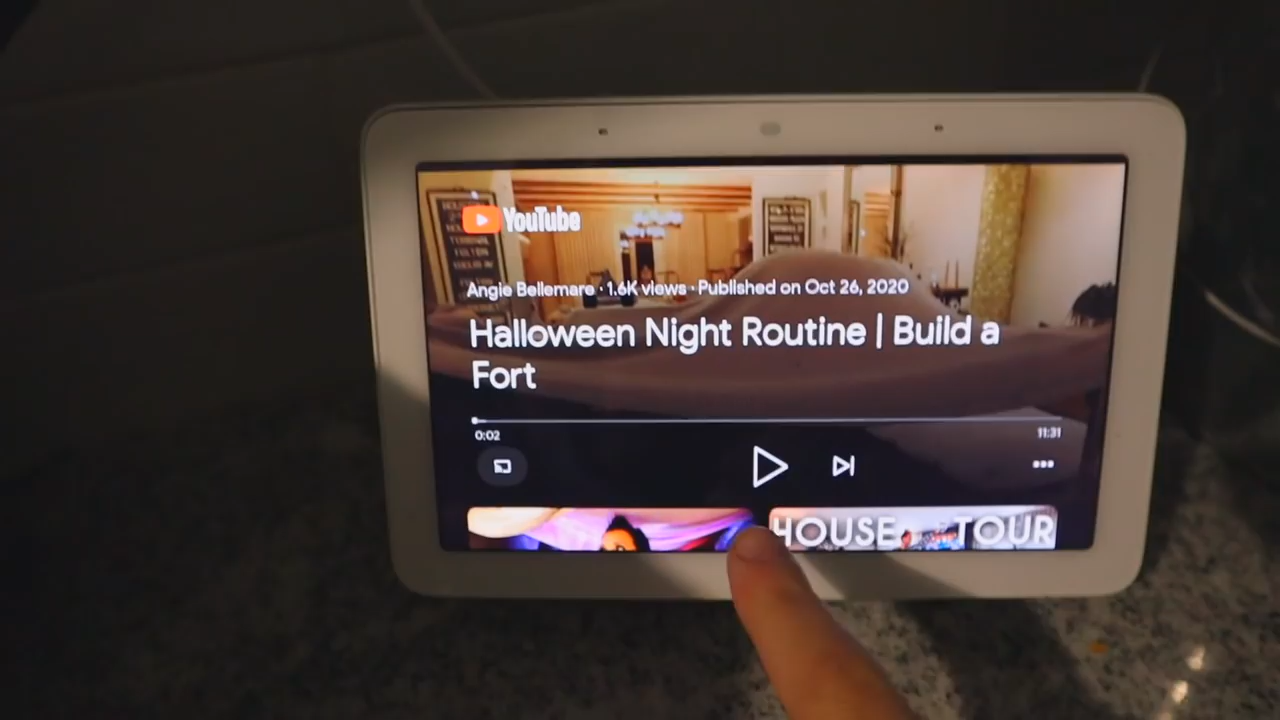 YouTube
Angie Bellemare · 1.6K views · Published on Oct 26, 2020
Halloween Night Routine | Build a
Fort
0:02
11:31
HOUSE TOUR